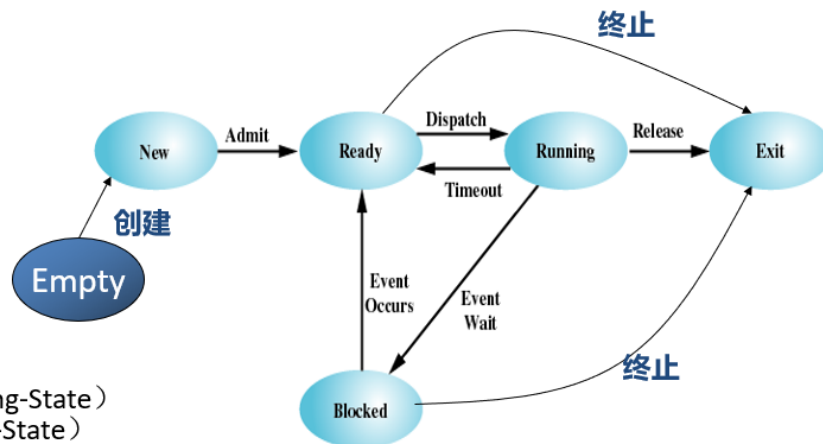 终止
Dispatch
Admit
Release
New
Ready
Running
Exit
Timeout
创建
Empty
Event
Occurs
Event
Wait
终止
ng-State）
-State）
Blocked